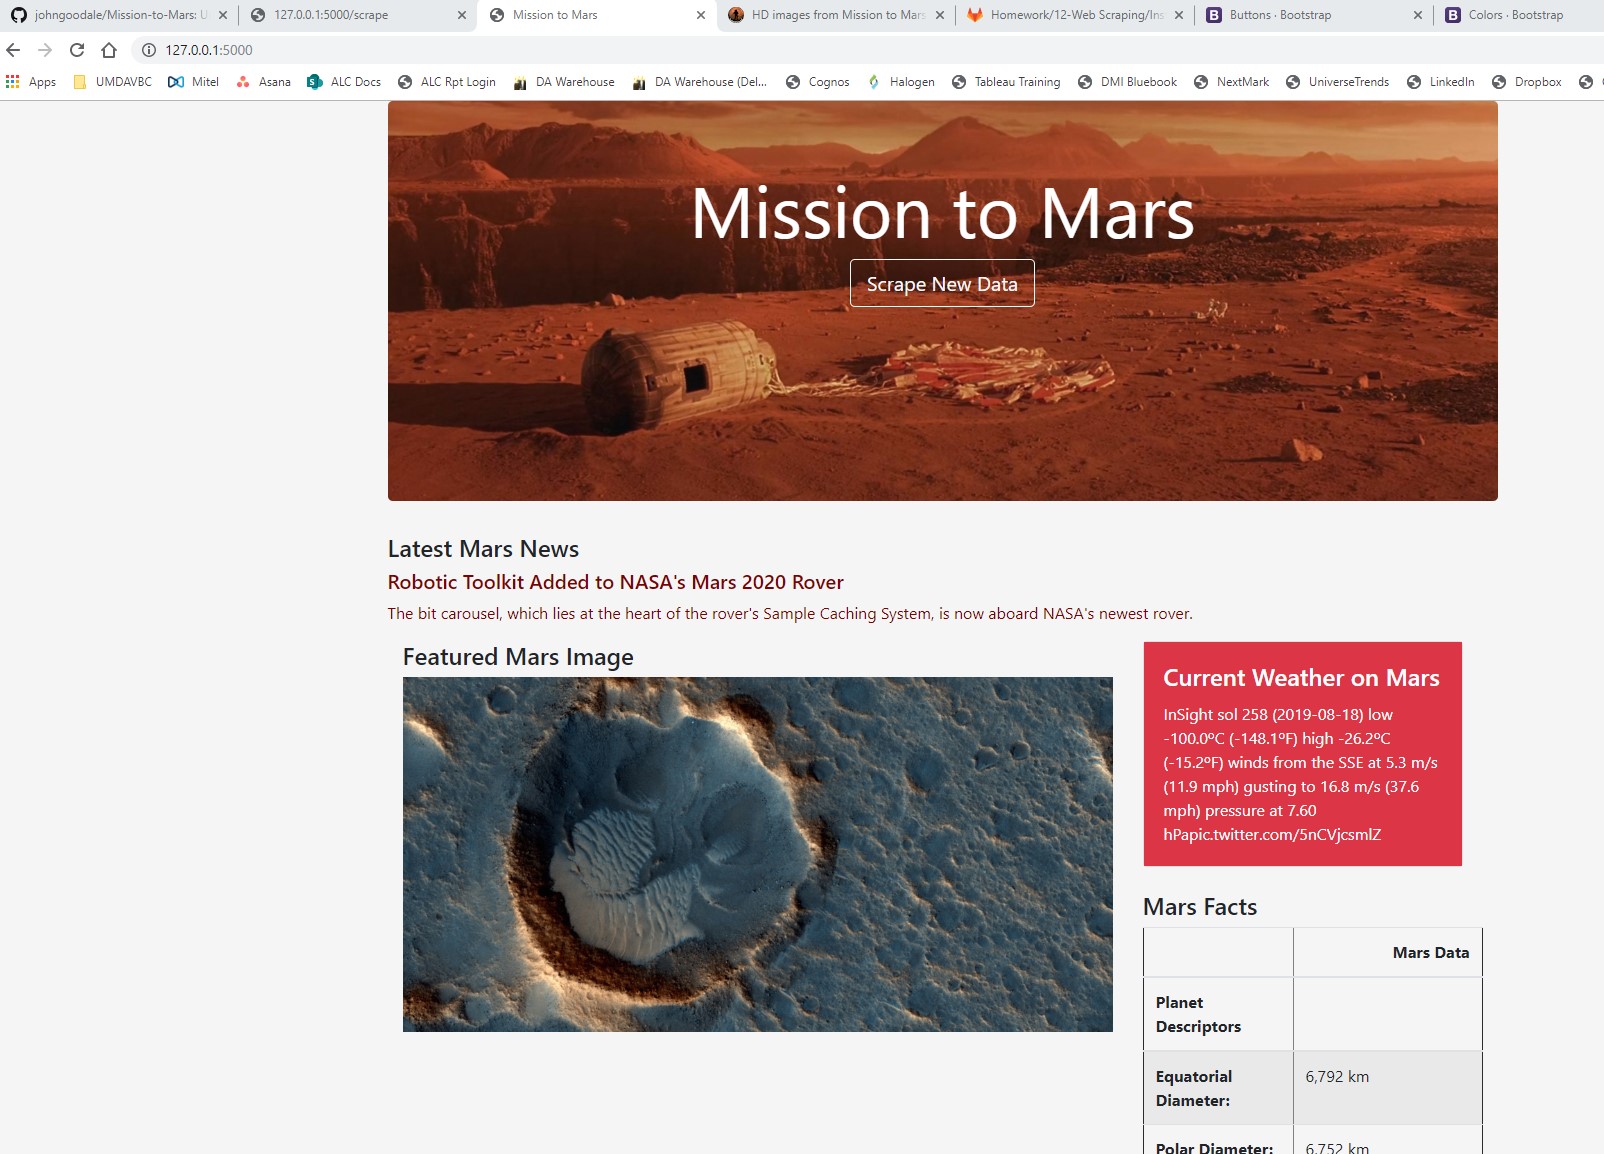 johngoodale/Mission-to-Mars: U
127.0.0.1:5000/scrape
Mission to Mars
HD images from Mission to Mars
Homework/12-Web Scraping/Ins
Buttons · Bootstrap
Colors · Bootstrap
127.0.0.1:5000
Apps
UMDAVBC
Mitel
Asana
ALC Docs
ALC Rpt Login
DA Warehouse
DA Warehouse (Del...
Cognos
Halogen
Tableau Training
DMI Bluebook
NextMark
UniverseTrends
LinkedIn
Dropbox
Mission to Mars
Scrape New Data
Latest Mars News
Robotic Toolkit Added to NASA's Mars 2020 Rover
The bit carousel, which lies at the heart of the rover's Sample Caching System, is now aboard NASA's newest rover.
Featured Mars Image
Current Weather on Mars
InSight sol 258 (2019-08-18) low
-100.0ºC (-148.1ºF) high -26.2ºC
(-15.2ºF) winds from the SSE at 5.3 m/s
(11.9 mph) gusting to 16.8 m/s (37.6
mph) pressure at 7.60
hPapic.twitter.com/5nCVjcsmlZ
Mars Facts
Mars Data
Planet
Descriptors
Equatorial
Diameter:
6,792 km
Polar Diameter:
6,752 km